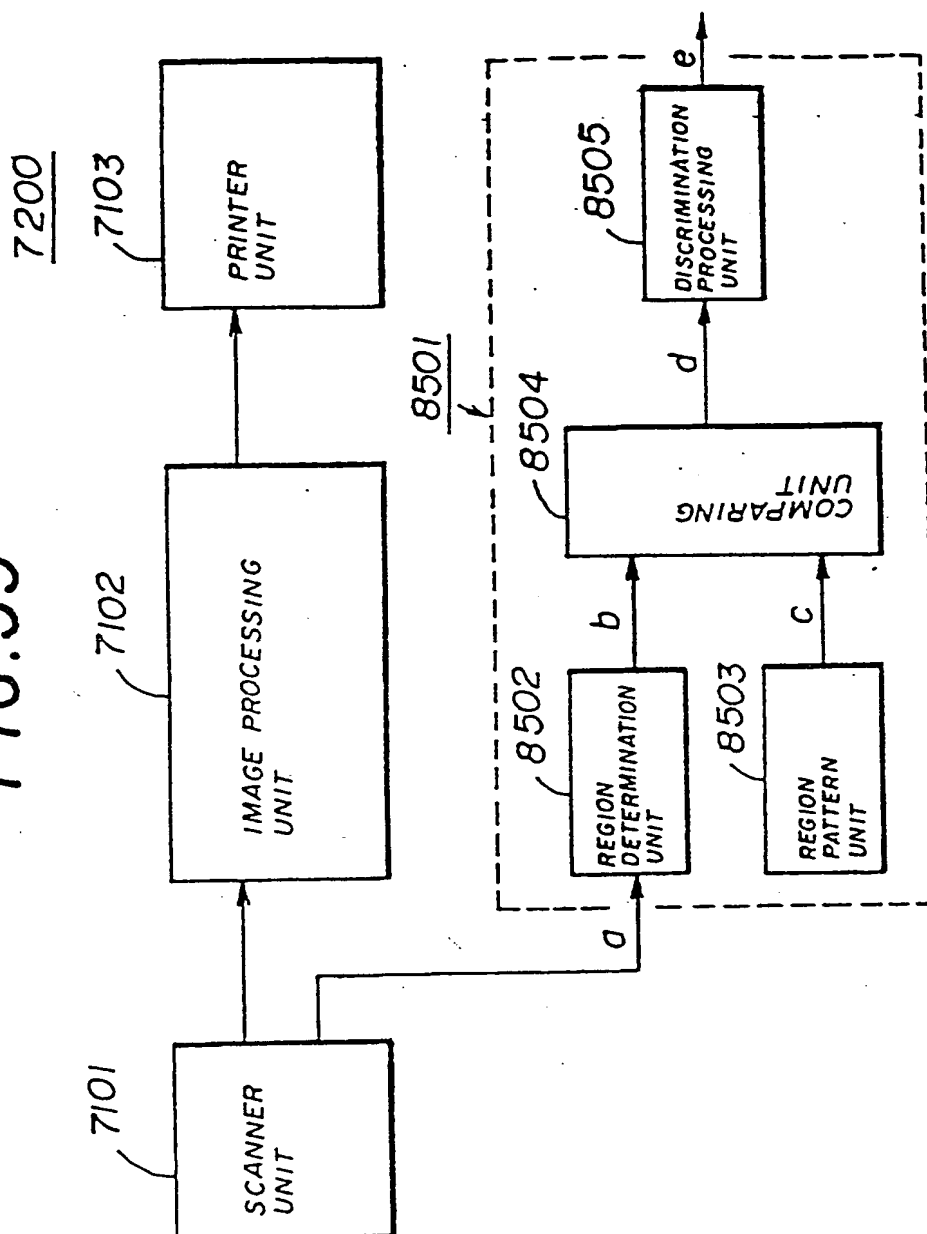 7200
7101
SCANNER
UNIT
7102
IMAGE PROCESSING
UNIT
7103
PRINTER
UNIT
8501
a
8502
REGION
DETERMINATION
UNIT
b
8503
REGION
PATTERN
UNIT
c
8504
COMPARING
UNIT
d
8505
DISCRIMINATION
PROCESSING
UNIT
e